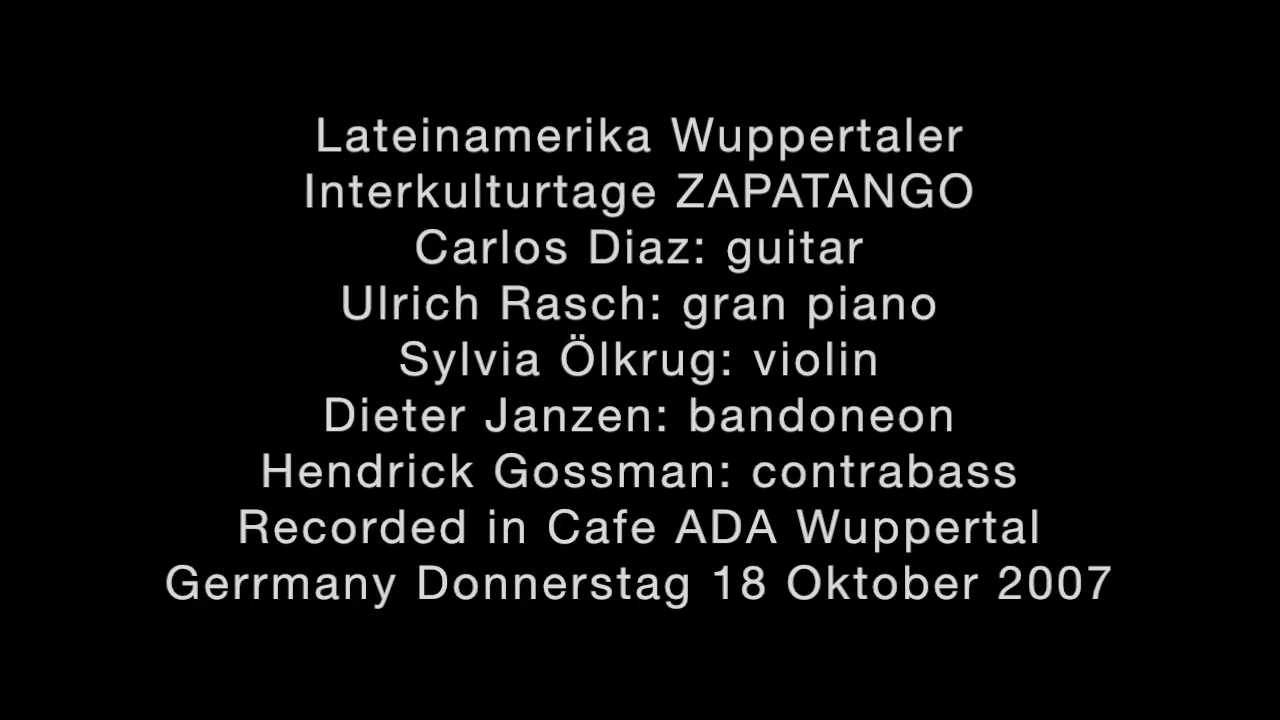 Lateinamerika Wuppertaler
Interkulturtage ZAPATANGO
Carlos Diaz: guitar
Ulrich Rasch: gran piano
Sylvia Ölkrug: violin
Dieter Janzen: bandoneon
Hendrick Gossman: contrabass
Recorded in Cafe ADA Wuppertal
Gerrmany Donnerstag 18 Oktober 2007